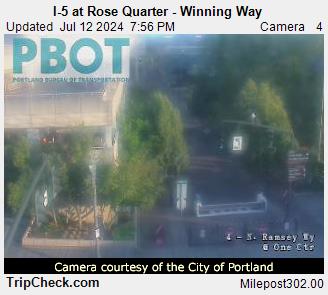 I-5 at Rose Quarter - Winning Way
Updated Jul 12 2024 7:56 PM Camera 4
PBOT
PORTLAND BUREAU OF TRANSPORTATION
4 - N. Ramsey Wy
@ One Ctr
Camera courtesy of the City of Portland
TripCheck.com Milepost302.00